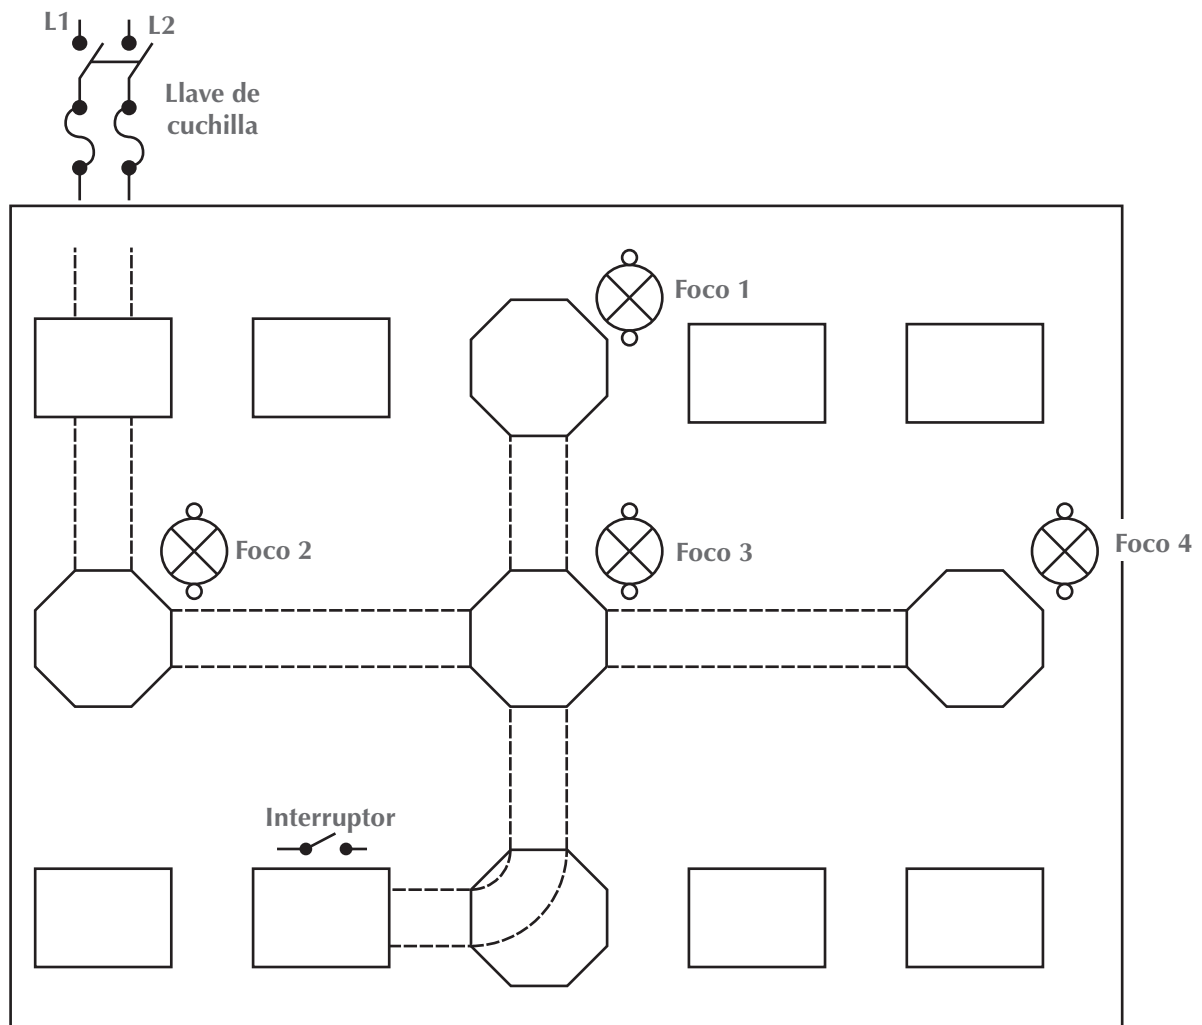 L1
L2
Llave de
cuchilla
Foco 1
Foco 2
Foco 3
Foco 4
Interruptor